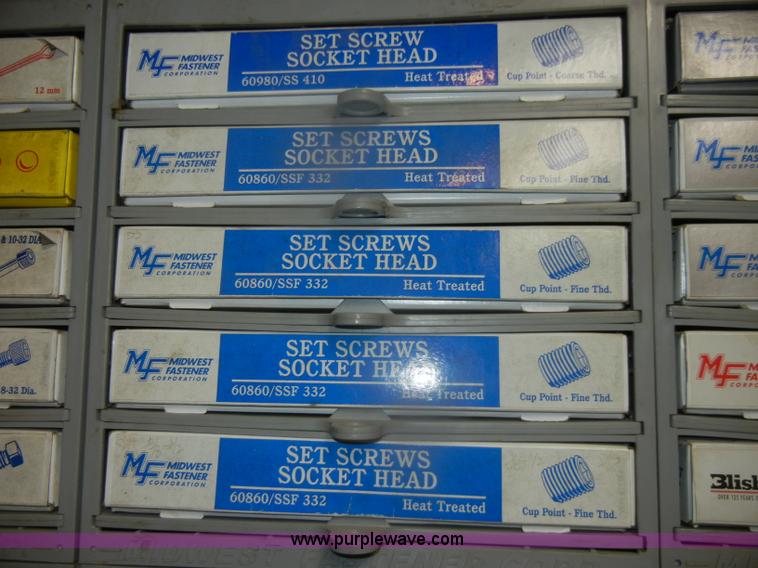 MF MIDWEST FASTENER CORPORATION
SET SCREW
SOCKET HEAD
60980/SS 410 Heat Treated
Cup Point - Coarse Thd.
MF MIDWEST FASTENER CORPORATION
SET SCREWS
SOCKET HEAD
60860/SSF 332 Heat Treated
Cup Point - Fine Thd.
MF MIDWEST FASTENER CORPORATION
SET SCREWS
SOCKET HEAD
60860/SSF 332 Heat Treated
Cup Point - Fine Thd.
MF MIDWEST FASTENER CORPORATION
SET SCREWS
SOCKET HEAD
60860/SSF 332 Heat Treated
Cup Point - Fine Thd.
MF MIDWEST FASTENER CORPORATION
SET SCREWS
SOCKET HEAD
60860/SSF 332 Heat Treated
Cup Point - Fine Thd.
12 mm
& 10-32 DIA
8-32 Dia.
MF
MF
MF
MF
OVER 125 YEARS
www.purplewave.com